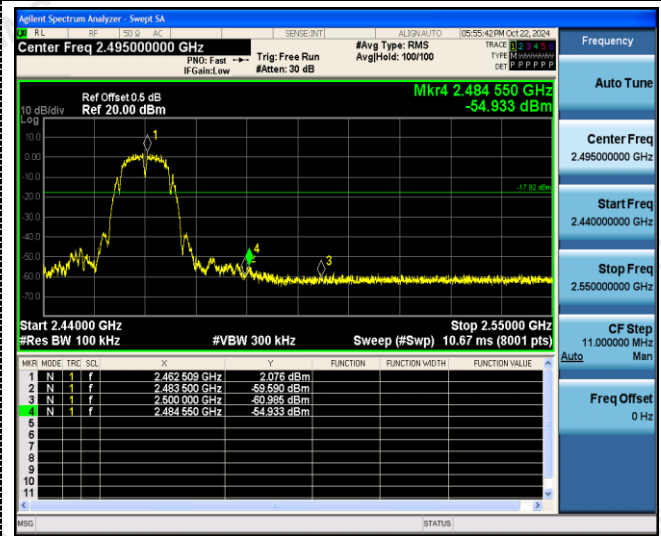 Agilent Spectrum Analyzer - Swept SA
RL RF 50 Ω AC SENSE:INT ALIGN AUTO 05:55:42PM Oct 22, 2024
Center Freq 2.495000000 GHz
PNO: Fast
IFGain:Low
Trig: Free Run
#Atten: 30 dB
#Avg Type: RMS
Avg|Hold: 100/100
TRACE 1 2 3 4 5 6
TYPE M
DET P P P P P P
Ref Offset 0.5 dB
Ref 20.00 dBm
10 dB/div
Log
Mkr4 2.484 550 GHz
-54.933 dBm
10.0
0.00
-10.0
-20.0
-30.0
-40.0
-50.0
-60.0
-70.0
1
4
3
-17.92 dBm
Start 2.44000 GHz
Stop 2.55000 GHz
#Res BW 100 kHz
#VBW 300 kHz
Sweep (#Swp) 10.67 ms (8001 pts)
MKR MODE TRC SCL X Y FUNCTION FUNCTION WIDTH FUNCTION VALUE
1 N 1 f 2.462 509 GHz 2.076 dBm
2 N 1 f 2.483 500 GHz -59.590 dBm
3 N 1 f 2.500 000 GHz -60.985 dBm
4 N 1 f 2.484 550 GHz -54.933 dBm
5
6
7
8
9
10
11
MSG
STATUS
Frequency
Auto Tune
Center Freq
2.495000000 GHz
Start Freq
2.440000000 GHz
Stop Freq
2.550000000 GHz
CF Step
11.000000 MHz
Auto Man
Freq Offset
0 Hz